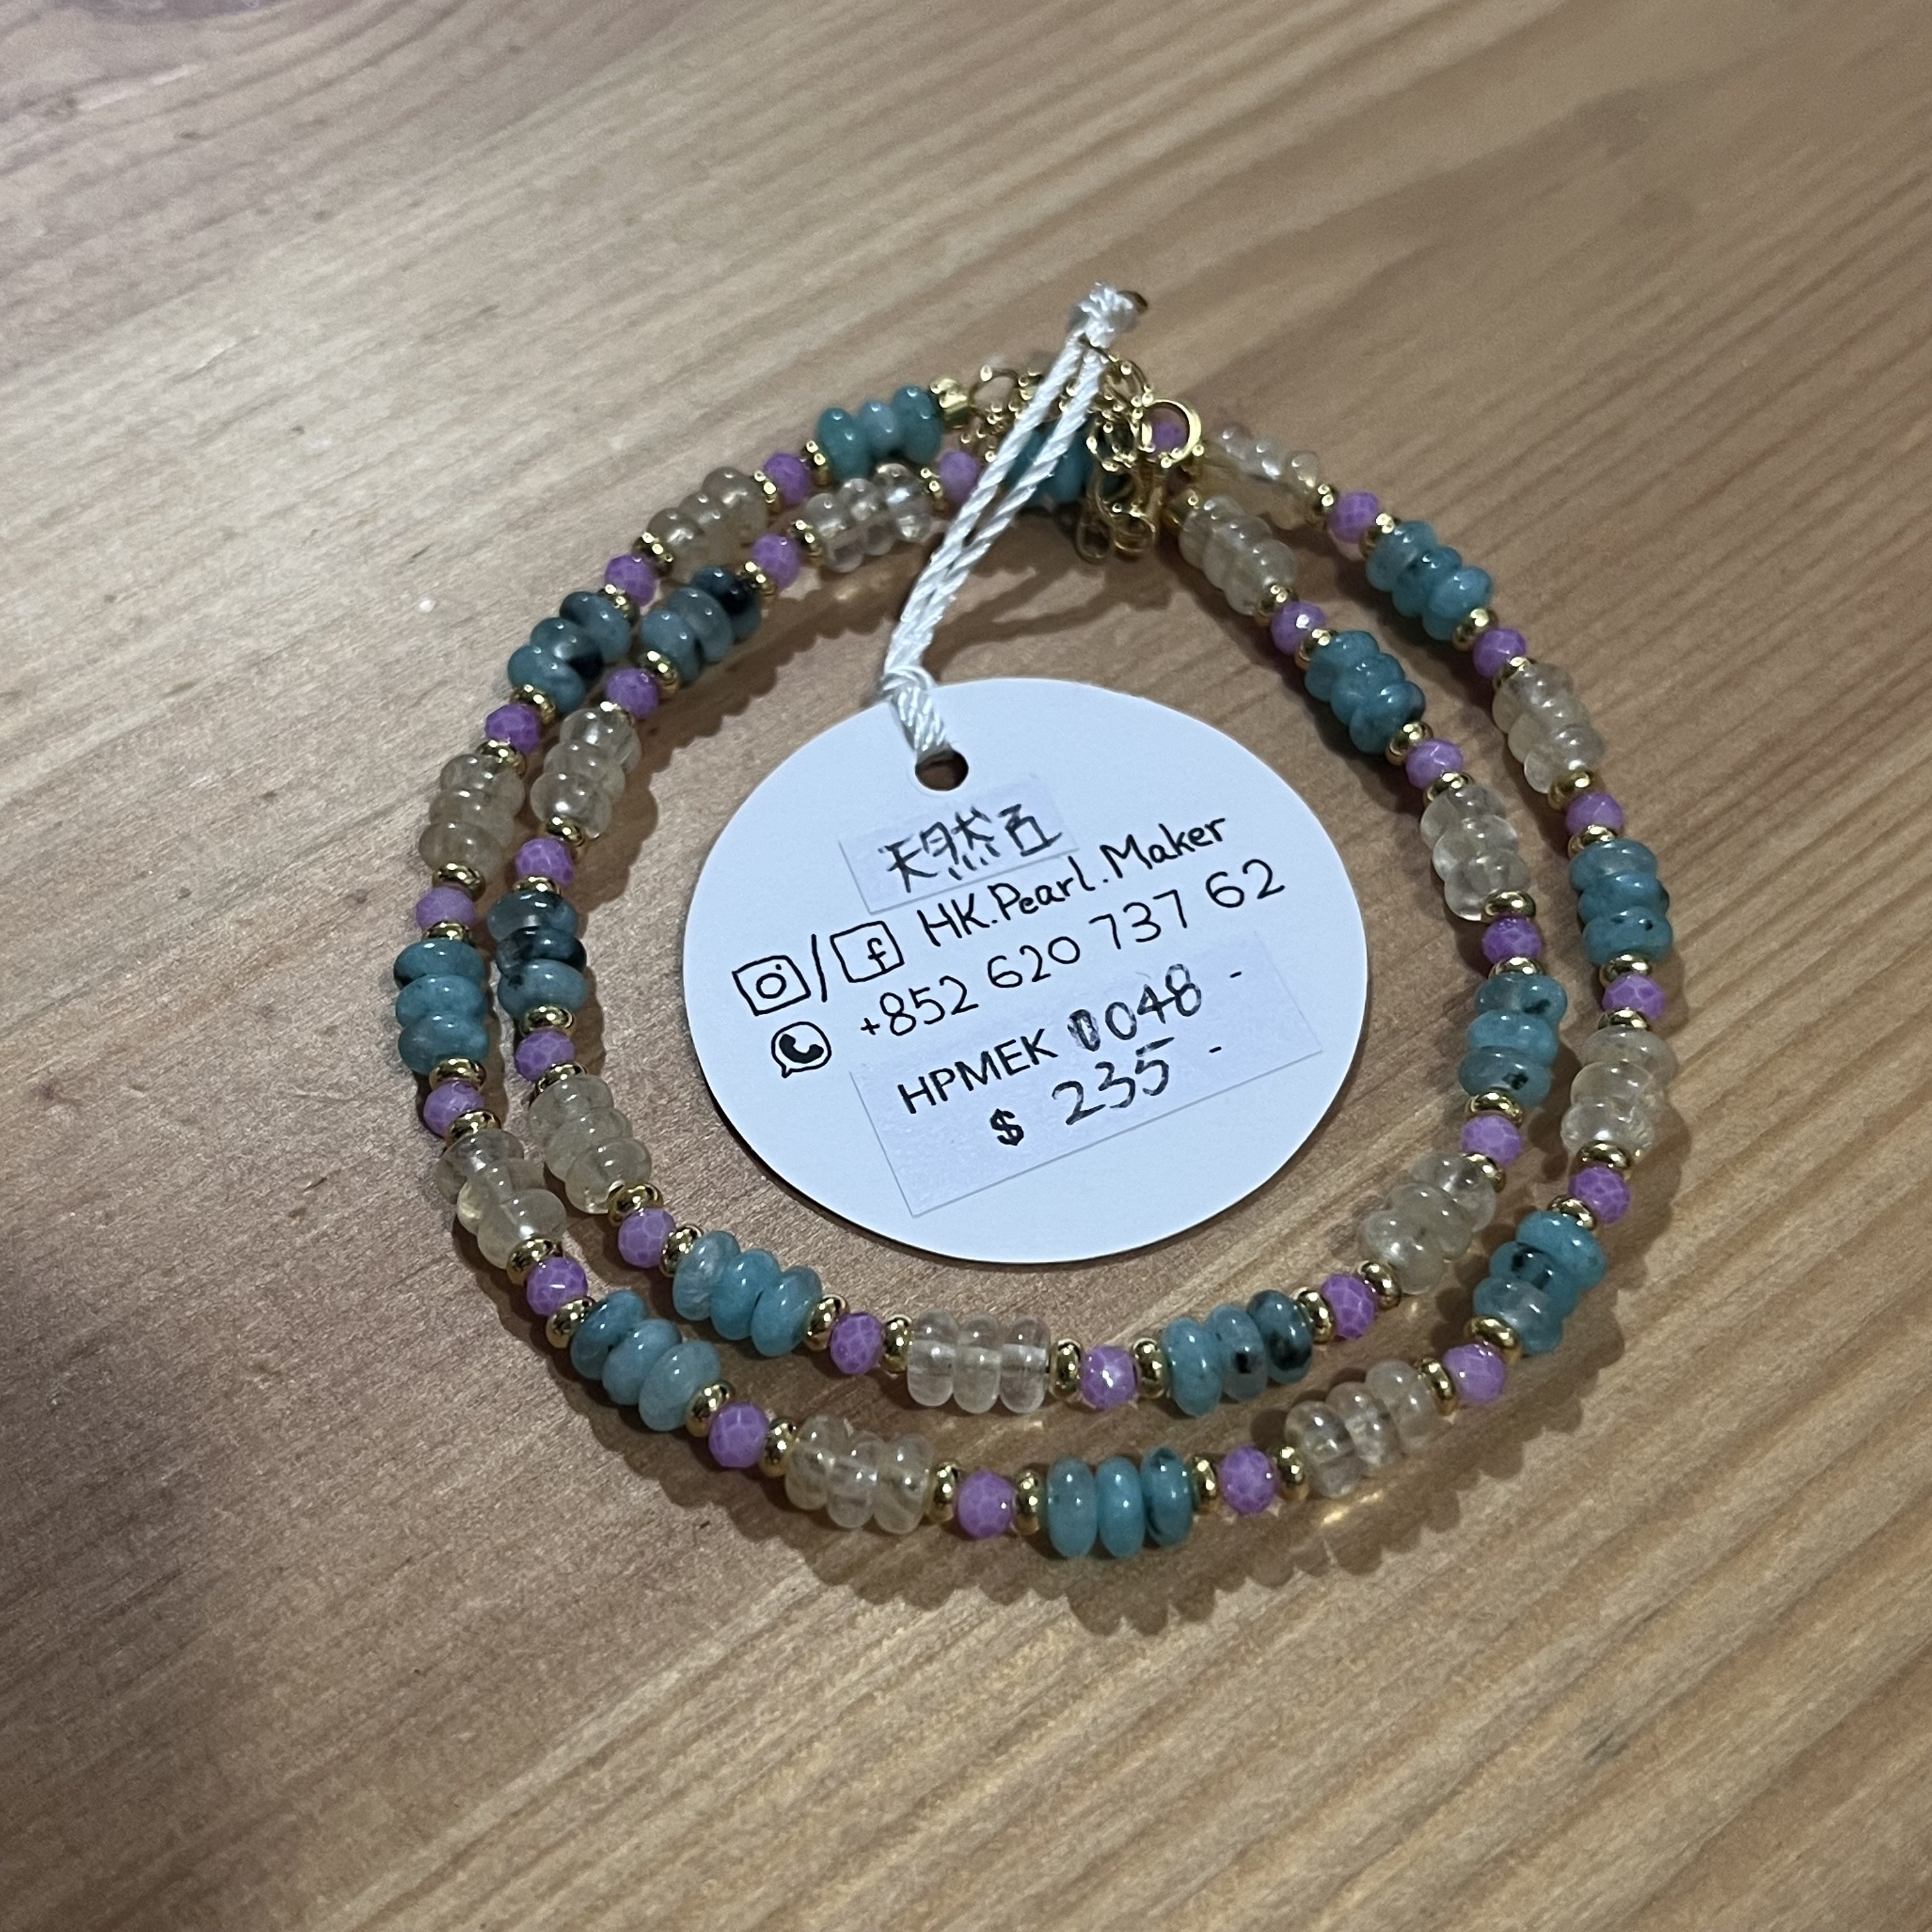 天然石
HK.Pearl.Maker
+852 620 737 62
HPMEK 0048 -
$ 235 -